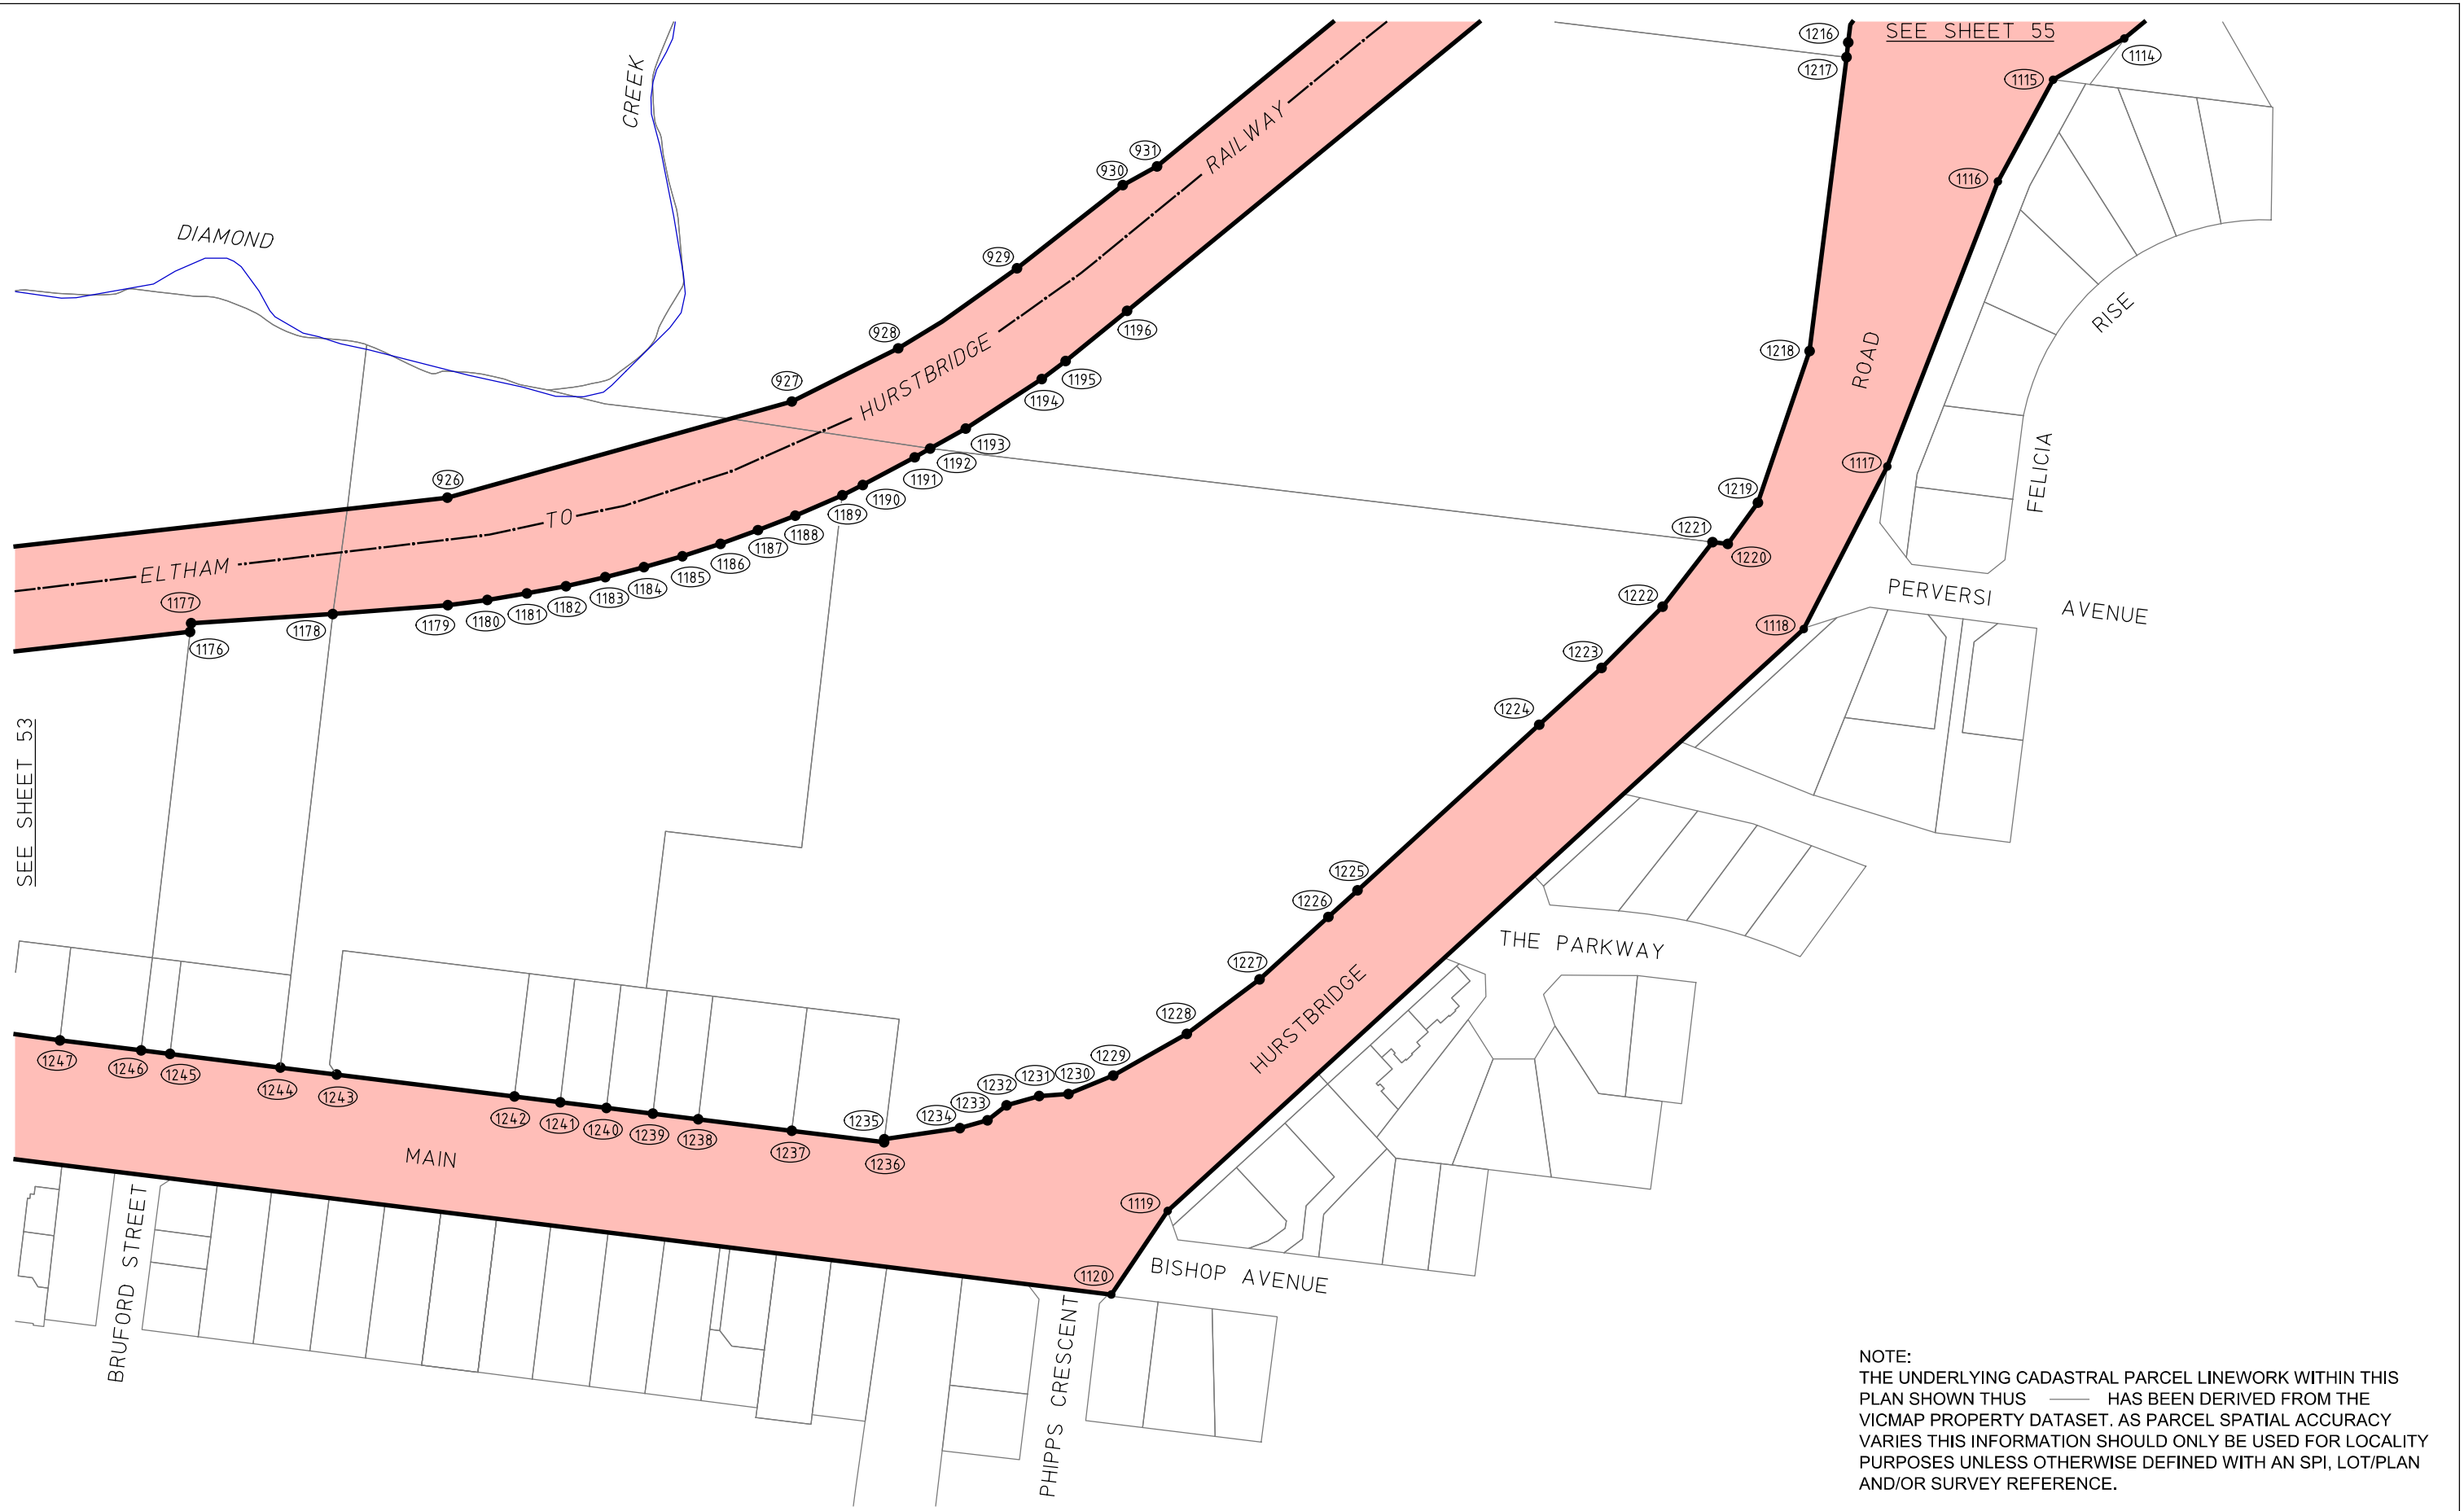 SEE SHEET 55
1216
1217
1114
1115
CREEK
931
930
RAILWAY
1116
DIAMOND
929
928
1196
1218
RISE
ROAD
1195
927
HURSTBRIDGE
1194
1193
1192
1117
FELICIA
926
1191
1190
1219
1189
1188
TO
1187
1221
1220
1186
1185
1184
ELTHAM
1183
1182
1181
1180
1179
PERVERSI
AVENUE
1177
1178
1176
1222
1118
1223
1224
SEE SHEET 53
1225
1226
THE PARKWAY
1227
1228
HURSTBRIDGE
1247
1246
1245
1244
1243
1242
1241
1240
1239
1238
1237
1236
1235
1234
1233
1232
1231
1230
1229
MAIN
1119
1120
BISHOP AVENUE
BRUFORD STREET
PHIPPS CRESCENT
NOTE:
THE UNDERLYING CADASTRAL PARCEL LINEWORK WITHIN THIS
PLAN SHOWN THUS HAS BEEN DERIVED FROM THE
VICMAP PROPERTY DATASET. AS PARCEL SPATIAL ACCURACY
VARIES THIS INFORMATION SHOULD ONLY BE USED FOR LOCALITY
PURPOSES UNLESS OTHERWISE DEFINED WITH AN SPI, LOT/PLAN
AND/OR SURVEY REFERENCE.